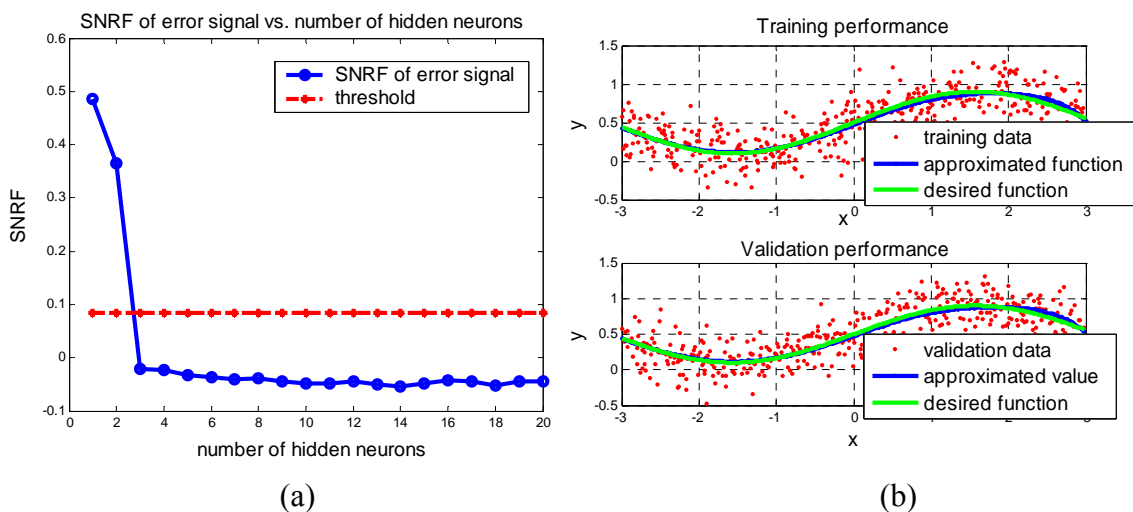 SNRF of error signal vs. number of hidden neurons
0.6
0.5
0.4
0.3
0.2
0.1
0
-0.1
SNRF
SNRF of error signal
threshold
0 2 4 6 8 10 12 14 16 18 20
number of hidden neurons
(a)
Training performance
1.5
1
0.5
0
-0.5
y
training data
approximated function
desired function
-3 -2 -1 0 1 2 3
x
Validation performance
1.5
1
0.5
0
-0.5
y
validation data
approximated value
desired function
-3 -2 -1 0 1 2 3
x
(b)